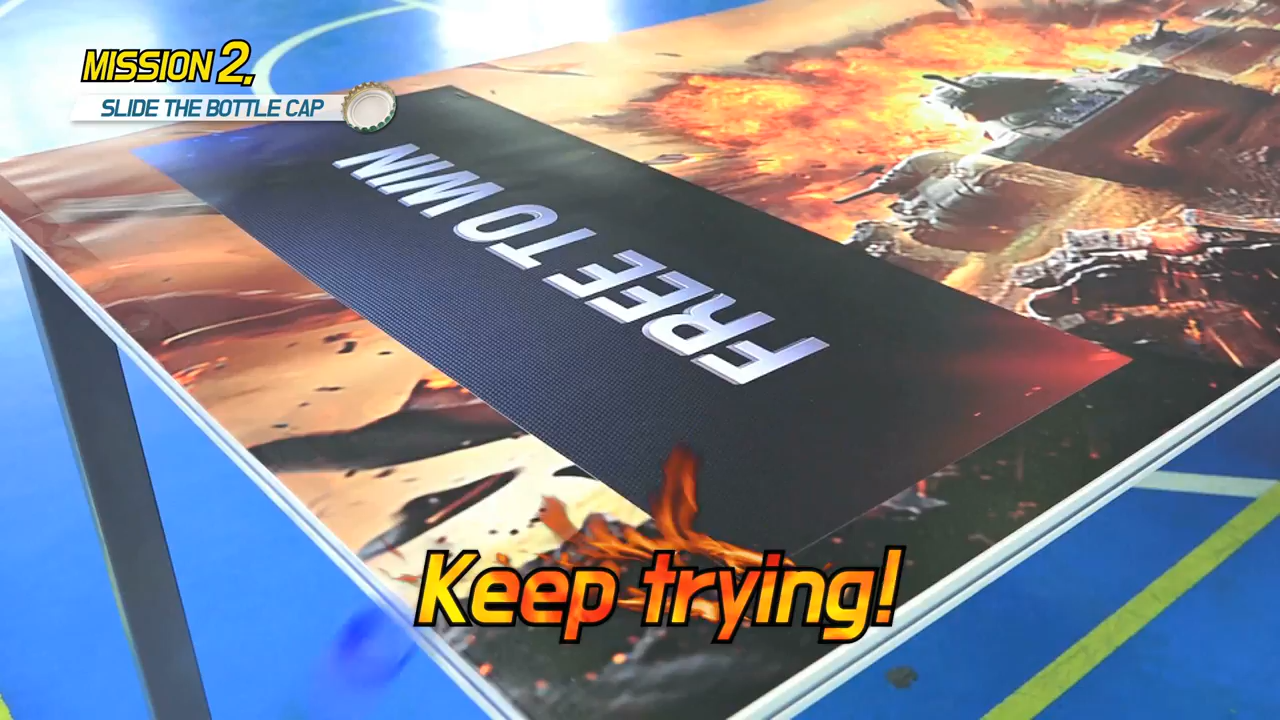 MISSION 2.
SLIDE THE BOTTLE CAP
FREE TO WIN
Keep trying!